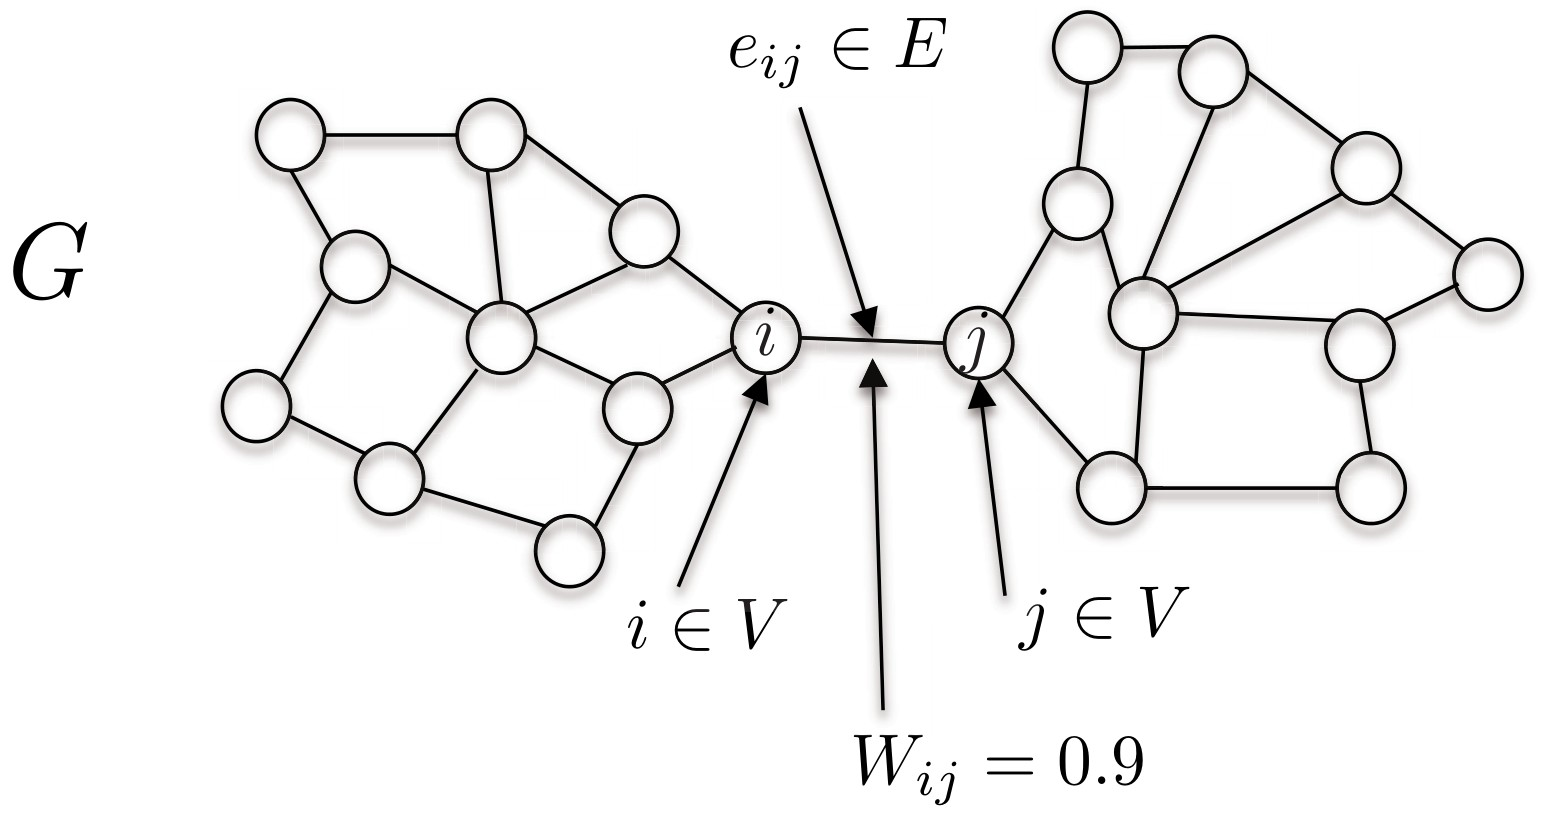 e_{ij} ∈ E
G
i
j
i ∈ V
j ∈ V
W_{ij} = 0.9